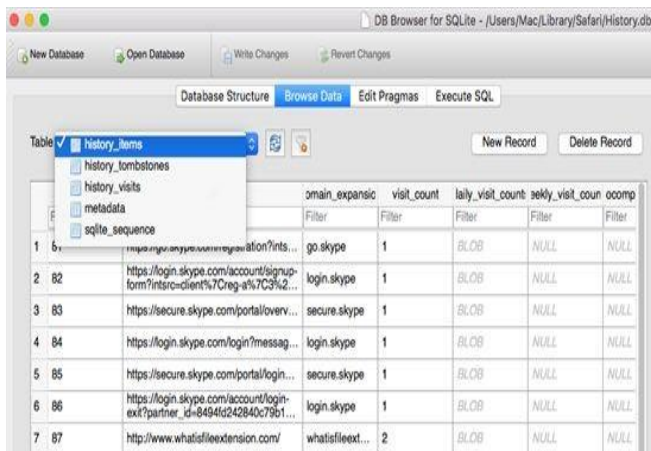 DB Browser for SQLite - /Users/Mac/Library/Safari/History.db
New Database Open Database Write Changes Revert Changes
Database Structure Browse Data Edit Pragmas Execute SQL
Table history_items New Record Delete Record
history_tombstones
history_visits
metadata
sqlite_sequence
omain_expansic visit_count laily_visit_count: eekly_visit_coun ocomp
Filter Filter Filter Filter Filter
1 81 go.skype 1 BLOB NULL NULL
2 82 https://login.skype.com/account/signup-
form?intsrc=client%7Creg-a%7C3%2... login.skype 1 BLOB NULL NULL
3 83 https://secure.skype.com/portal/overv... secure.skype 1 BLOB NULL NULL
4 84 https://login.skype.com/login?messag... login.skype 1 BLOB NULL NULL
5 85 https://secure.skype.com/portal/login... secure.skype 1 BLOB NULL NULL
6 86 https://login.skype.com/account/login-
exit?partner_id=8494fd242840c79b1... login.skype 1 BLOB NULL NULL
7 87 http://www.whatisfileextension.com/ whatisfileext... 2 BLOB NULL NULL